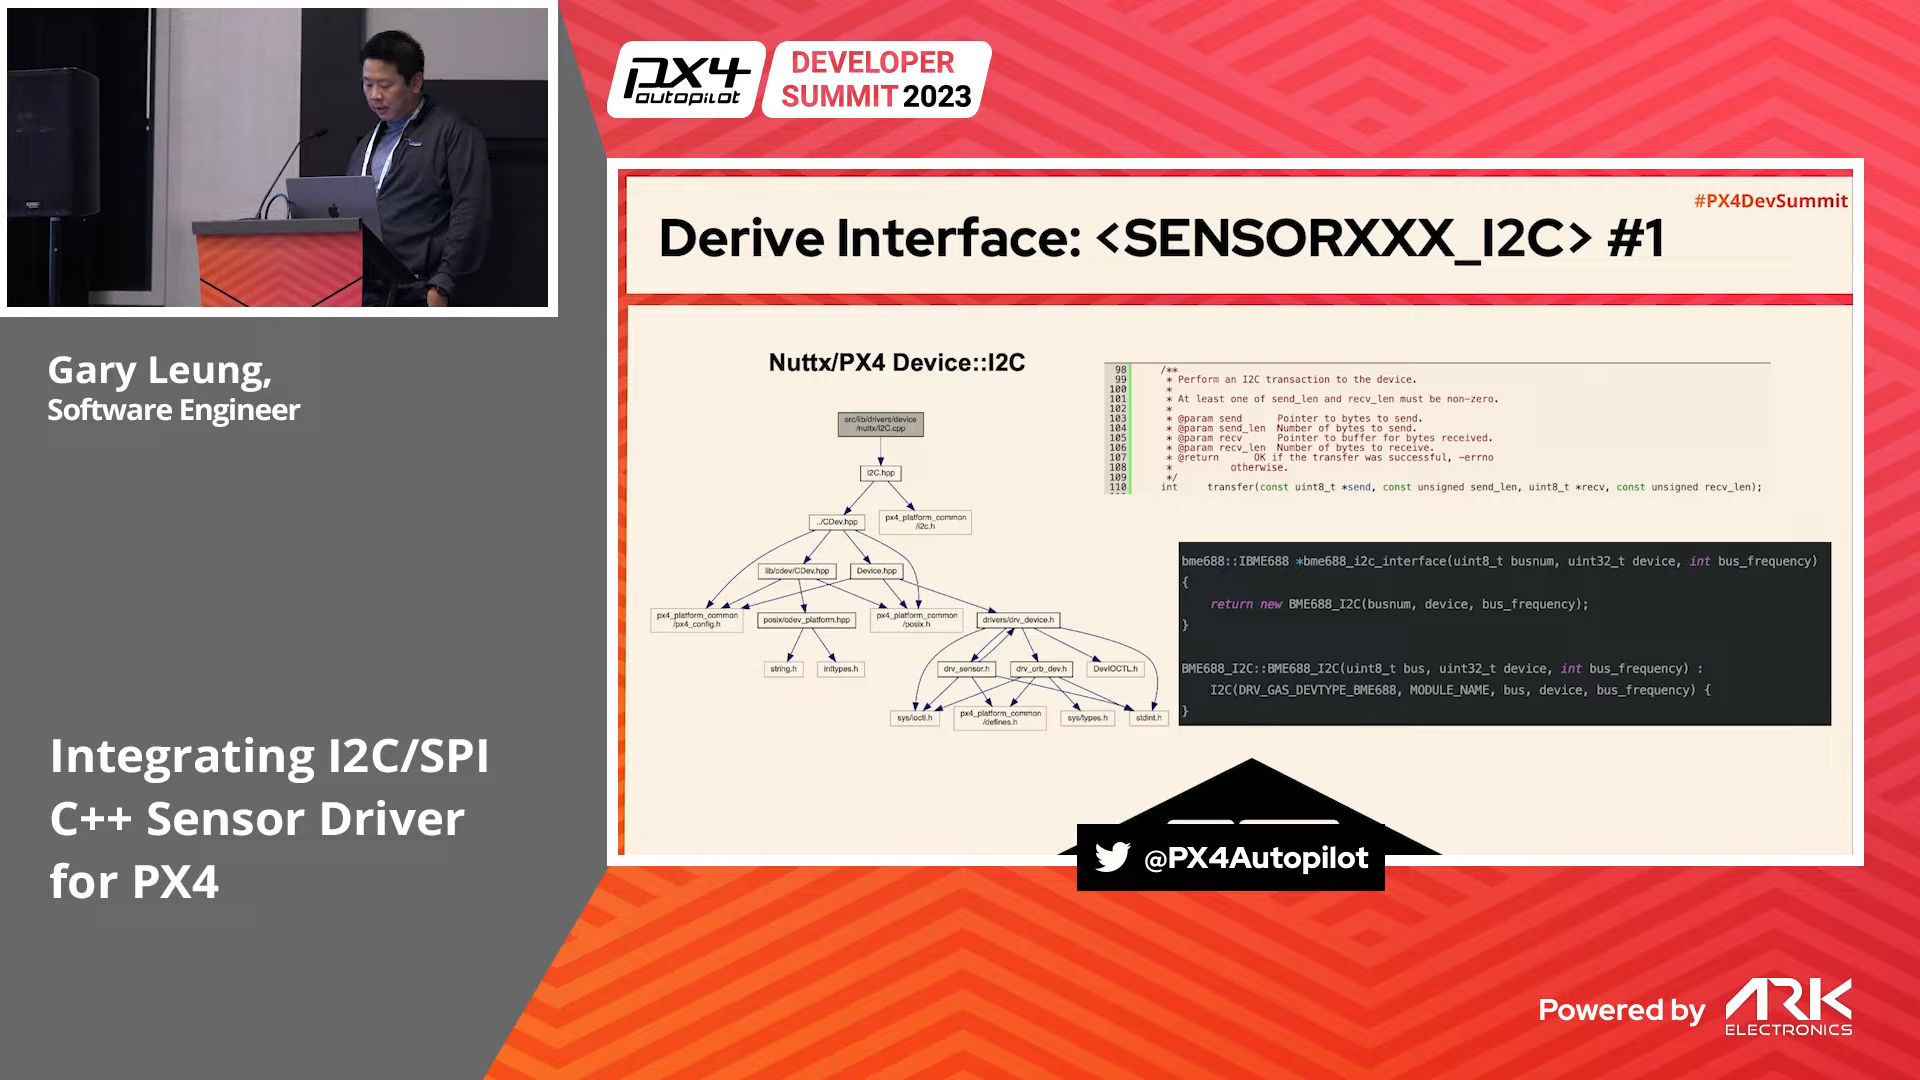 px4
autopilot
DEVELOPER
SUMMIT 2023
#PX4DevSummit
Derive Interface: <SENSORXXX_I2C> #1
Gary Leung,
Software Engineer
Integrating I2C/SPI
C++ Sensor Driver
for PX4
Nuttx/PX4 Device::I2C
src/lib/drivers/device
/nuttx/I2C.cpp
I2C.hpp
../CDev.hpp
px4_platform_common
/i2c.h
lib/cdev/CDev.hpp
Device.hpp
px4_platform_common
/px4_config.h
posix/cdev_platform.hpp
px4_platform_common
/posix.h
drivers/drv_device.h
string.h
inttypes.h
drv_sensor.h
drv_orb_dev.h
DevIOCTL.h
sys/ioctl.h
px4_platform_common
/defines.h
sys/types.h
stdint.h
98 /**
99 * Perform an I2C transaction to the device.
100 *
101 * At least one of send_len and recv_len must be non-zero.
102 *
103 * @param send Pointer to bytes to send.
104 * @param send_len Number of bytes to send.
105 * @param recv Pointer to buffer for bytes received.
106 * @param recv_len Number of bytes to receive.
107 * @return OK if the transfer was successful, -errno
108 * otherwise.
109 */
110 int transfer(const uint8_t *send, const unsigned send_len, uint8_t *recv, const unsigned recv_len);
bme688::IBME688 *bme688_i2c_interface(uint8_t busnum, uint32_t device, int bus_frequency)
{
return new BME688_I2C(busnum, device, bus_frequency);
}
BME688_I2C::BME688_I2C(uint8_t bus, uint32_t device, int bus_frequency) :
I2C(DRV_GAS_DEVTYPE_BME688, MODULE_NAME, bus, device, bus_frequency) {
}
@PX4Autopilot
Powered by
ARK
ELECTRONICS